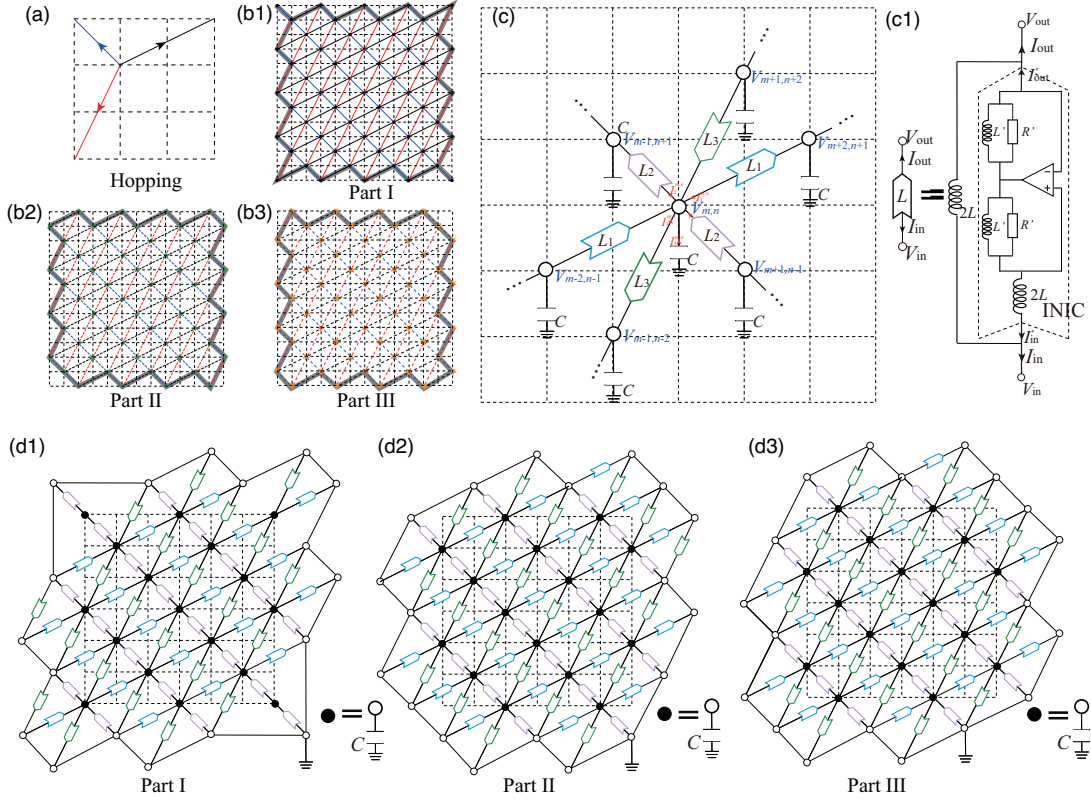 (a)
Hopping
(b1)
Part I
(b2)
Part II
(b3)
Part III
(c)
V_{m+1,n+2}
C
C
V_{m-1,n+1}
L_3
L_1
V_{m+2,n+1}
L_2
V_{m,n}
C
L_1
L_2
C
V_{m-2,n-1}
L_3
V_{m+1,n-1}
C
C
V_{m-1,n-2}
C
(c1)
V_out
I_out
I_out
L'
R'
V_out
I_out
-
+
L
=
2L
L'
R'
I_in
V_in
2L
INIC
I_in
I_in
V_in
(d1)
=
C
Part I
(d2)
=
C
Part II
(d3)
=
C
Part III